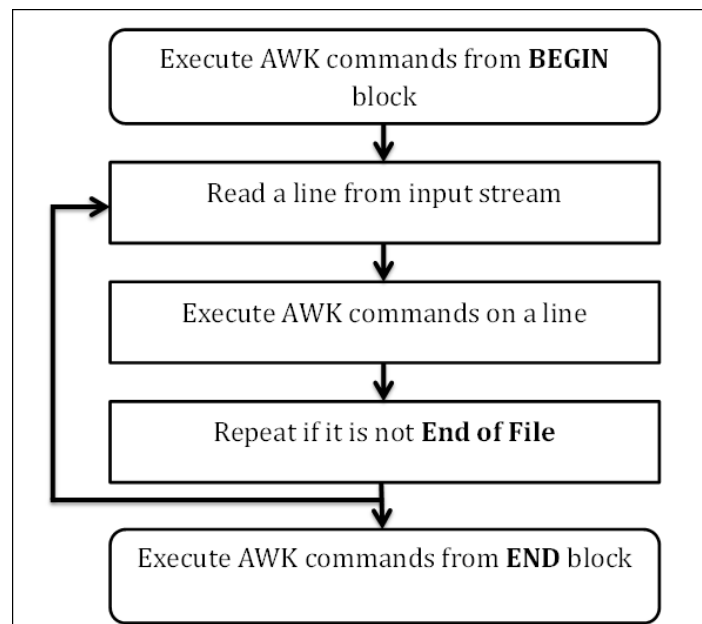 Execute AWK commands from BEGIN
block
Read a line from input stream
Execute AWK commands on a line
Repeat if it is not End of File
Execute AWK commands from END block